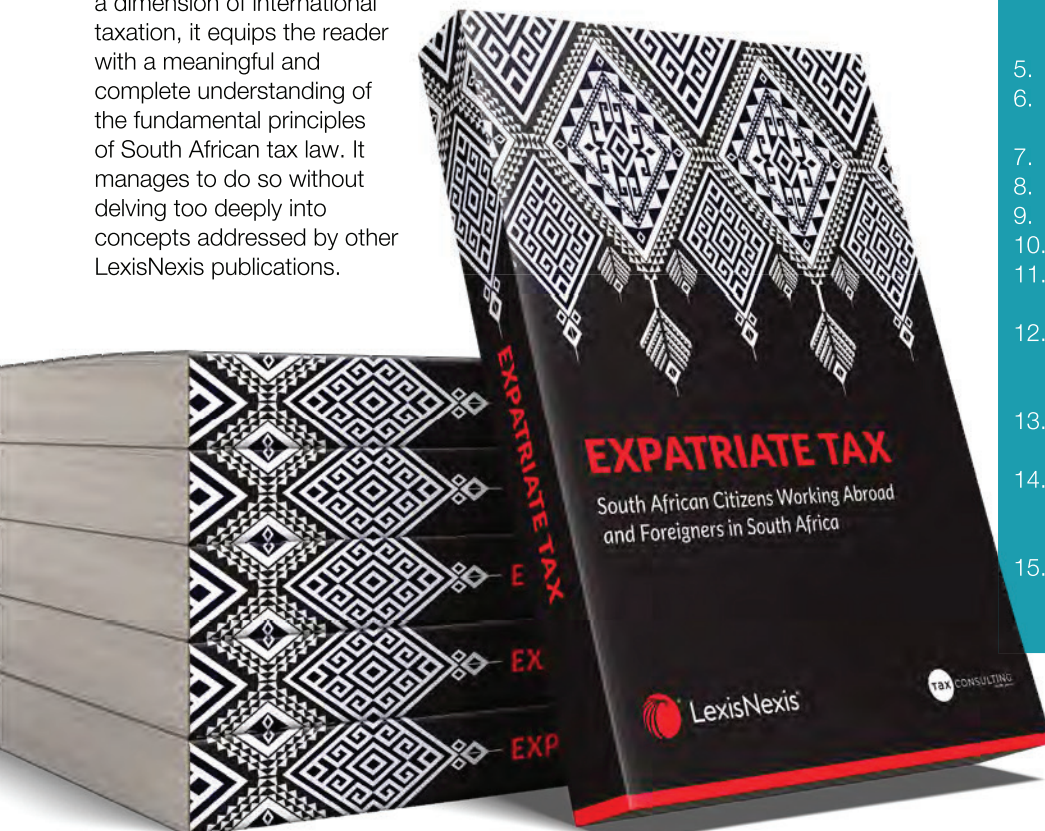 a dimension of international
taxation, it equips the reader
with a meaningful and
complete understanding of
the fundamental principles
of South African tax law. It
manages to do so without
delving too deeply into
concepts addressed by other
LexisNexis publications.
EXPATRIATE TAX
E
EX
EXP
EXPATRIATE TAX
South African Citizens Working Abroad
and Foreigners in South Africa
LexisNexis
Tax CONSULTING
5.
6.
7.
8.
9.
10.
11.
12.
13.
14.
15.